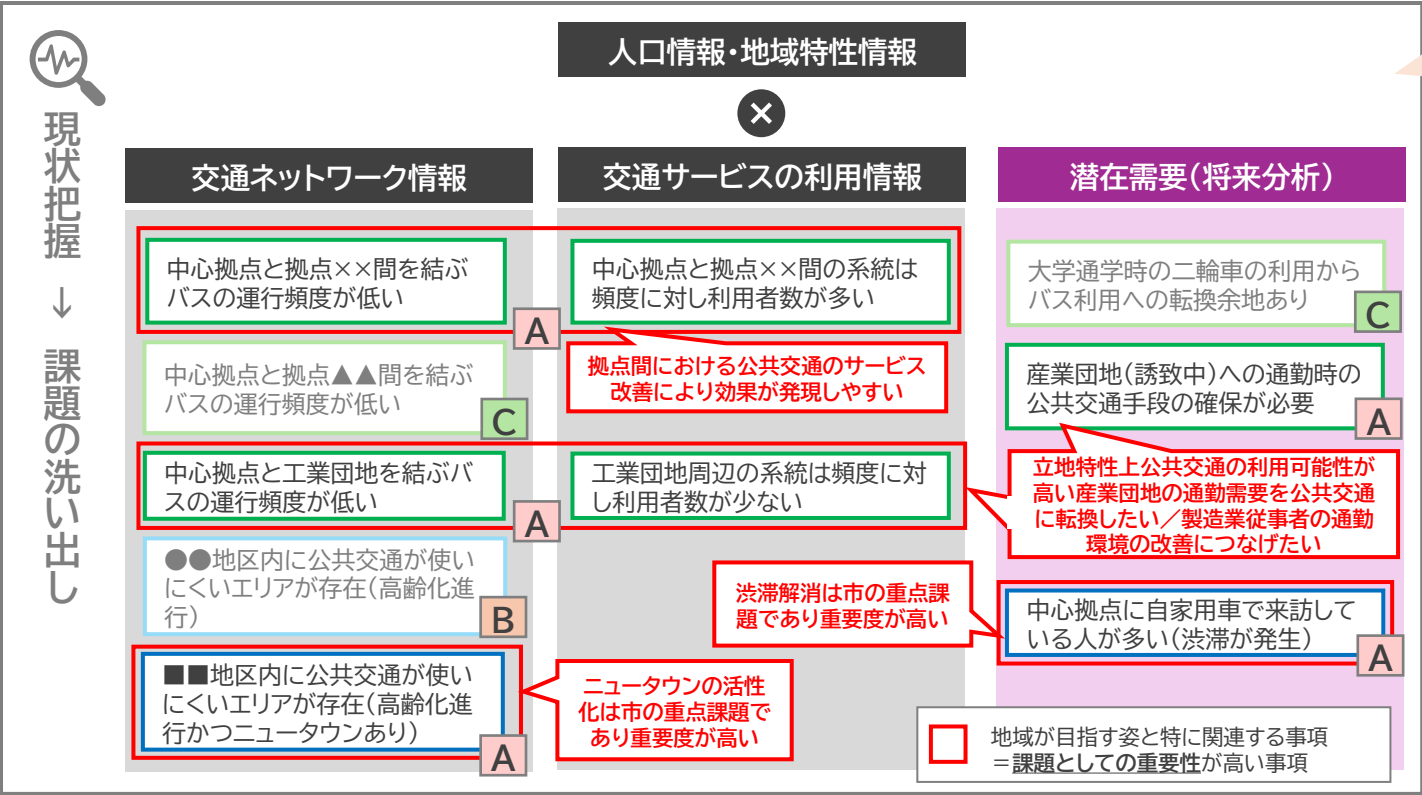 現状把握 → 課題の洗い出し
人口情報・地域特性情報
×
交通ネットワーク情報
中心拠点と拠点××間を結ぶ
バスの運行頻度が低い
A
中心拠点と拠点▲▲間を結ぶ
バスの運行頻度が低い
C
中心拠点と工業団地を結ぶバ
スの運行頻度が低い
A
●●地区内に公共交通が使い
にくいエリアが存在(高齢化進
行)
B
■■地区内に公共交通が使い
にくいエリアが存在(高齢化進
行かつニュータウンあり)
A
ニュータウンの活性
化は市の重点課題で
あり重要度が高い
交通サービスの利用情報
中心拠点と拠点××間の系統は
頻度に対し利用者数が多い
拠点間における公共交通のサービス
改善により効果が発現しやすい
工業団地周辺の系統は頻度に対
し利用者数が少ない
潜在需要(将来分析)
大学通学時の二輪車の利用から
バス利用への転換余地あり
C
産業団地(誘致中)への通勤時の
公共交通手段の確保が必要
A
立地特性上公共交通の利用可能性が
高い産業団地の通勤需要を公共交通
に転換したい/製造業従事者の通勤
環境の改善につなげたい
渋滞解消は市の重点課
題であり重要度が高い
中心拠点に自家用車で来訪して
いる人が多い(渋滞が発生)
A
地域が目指す姿と特に関連する事項
=課題としての重要性が高い事項